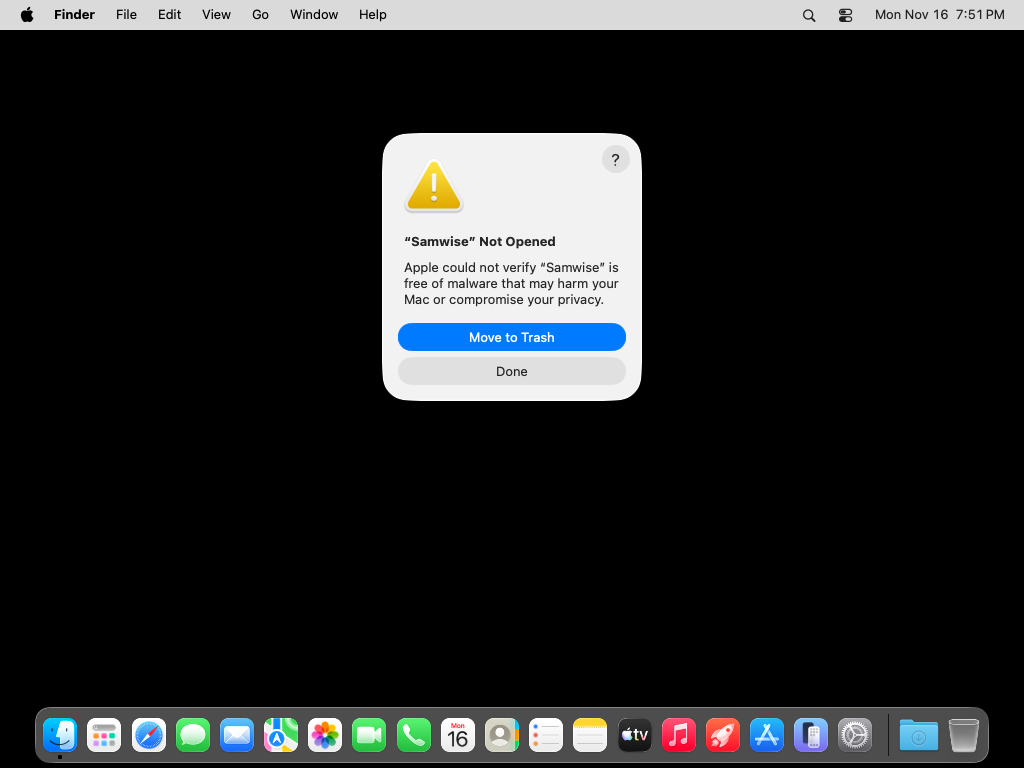 Finder File Edit View Go Window Help Mon Nov 16 7:51 PM
?
“Samwise” Not Opened
Apple could not verify “Samwise” is
free of malware that may harm your
Mac or compromise your privacy.
Move to Trash
Done
Mon
16
tv